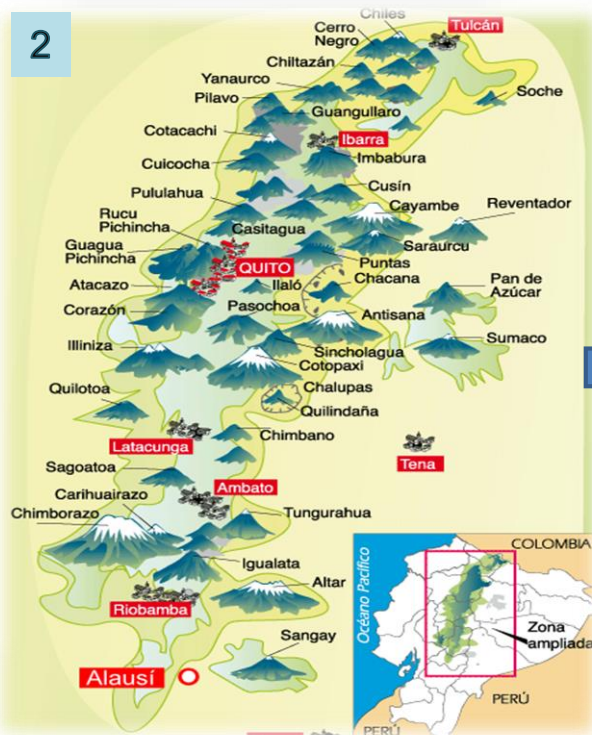 2
Chiles
Cerro
Negro
Tulcán
Chiltazán
Yanaurco
Soche
Pilavo
Guangullaro
Cotacachi
Ibarra
Cuicocha
Imbabura
Cusín
Pululahua
Cayambe
Reventador
Rucu
Pichincha
Casitagua
Saraurcu
Guagua
Pichincha
QUITO
Puntas
Atacazo
Ilaló
Chacana
Pan de
Azúcar
Corazón
Pasochoa
Antisana
Illiniza
Sincholagua
Sumaco
Cotopaxi
Quilotoa
Chalupas
Quilindaña
Latacunga
Chimbano
Tena
Sagoatoa
Ambato
Carihuairazo
Chimborazo
Tungurahua
Igualata
Altar
Riobamba
Sangay
Alausí
COLOMBIA
Océano Pacífico
Zona
ampliada
PERÚ
PERÚ